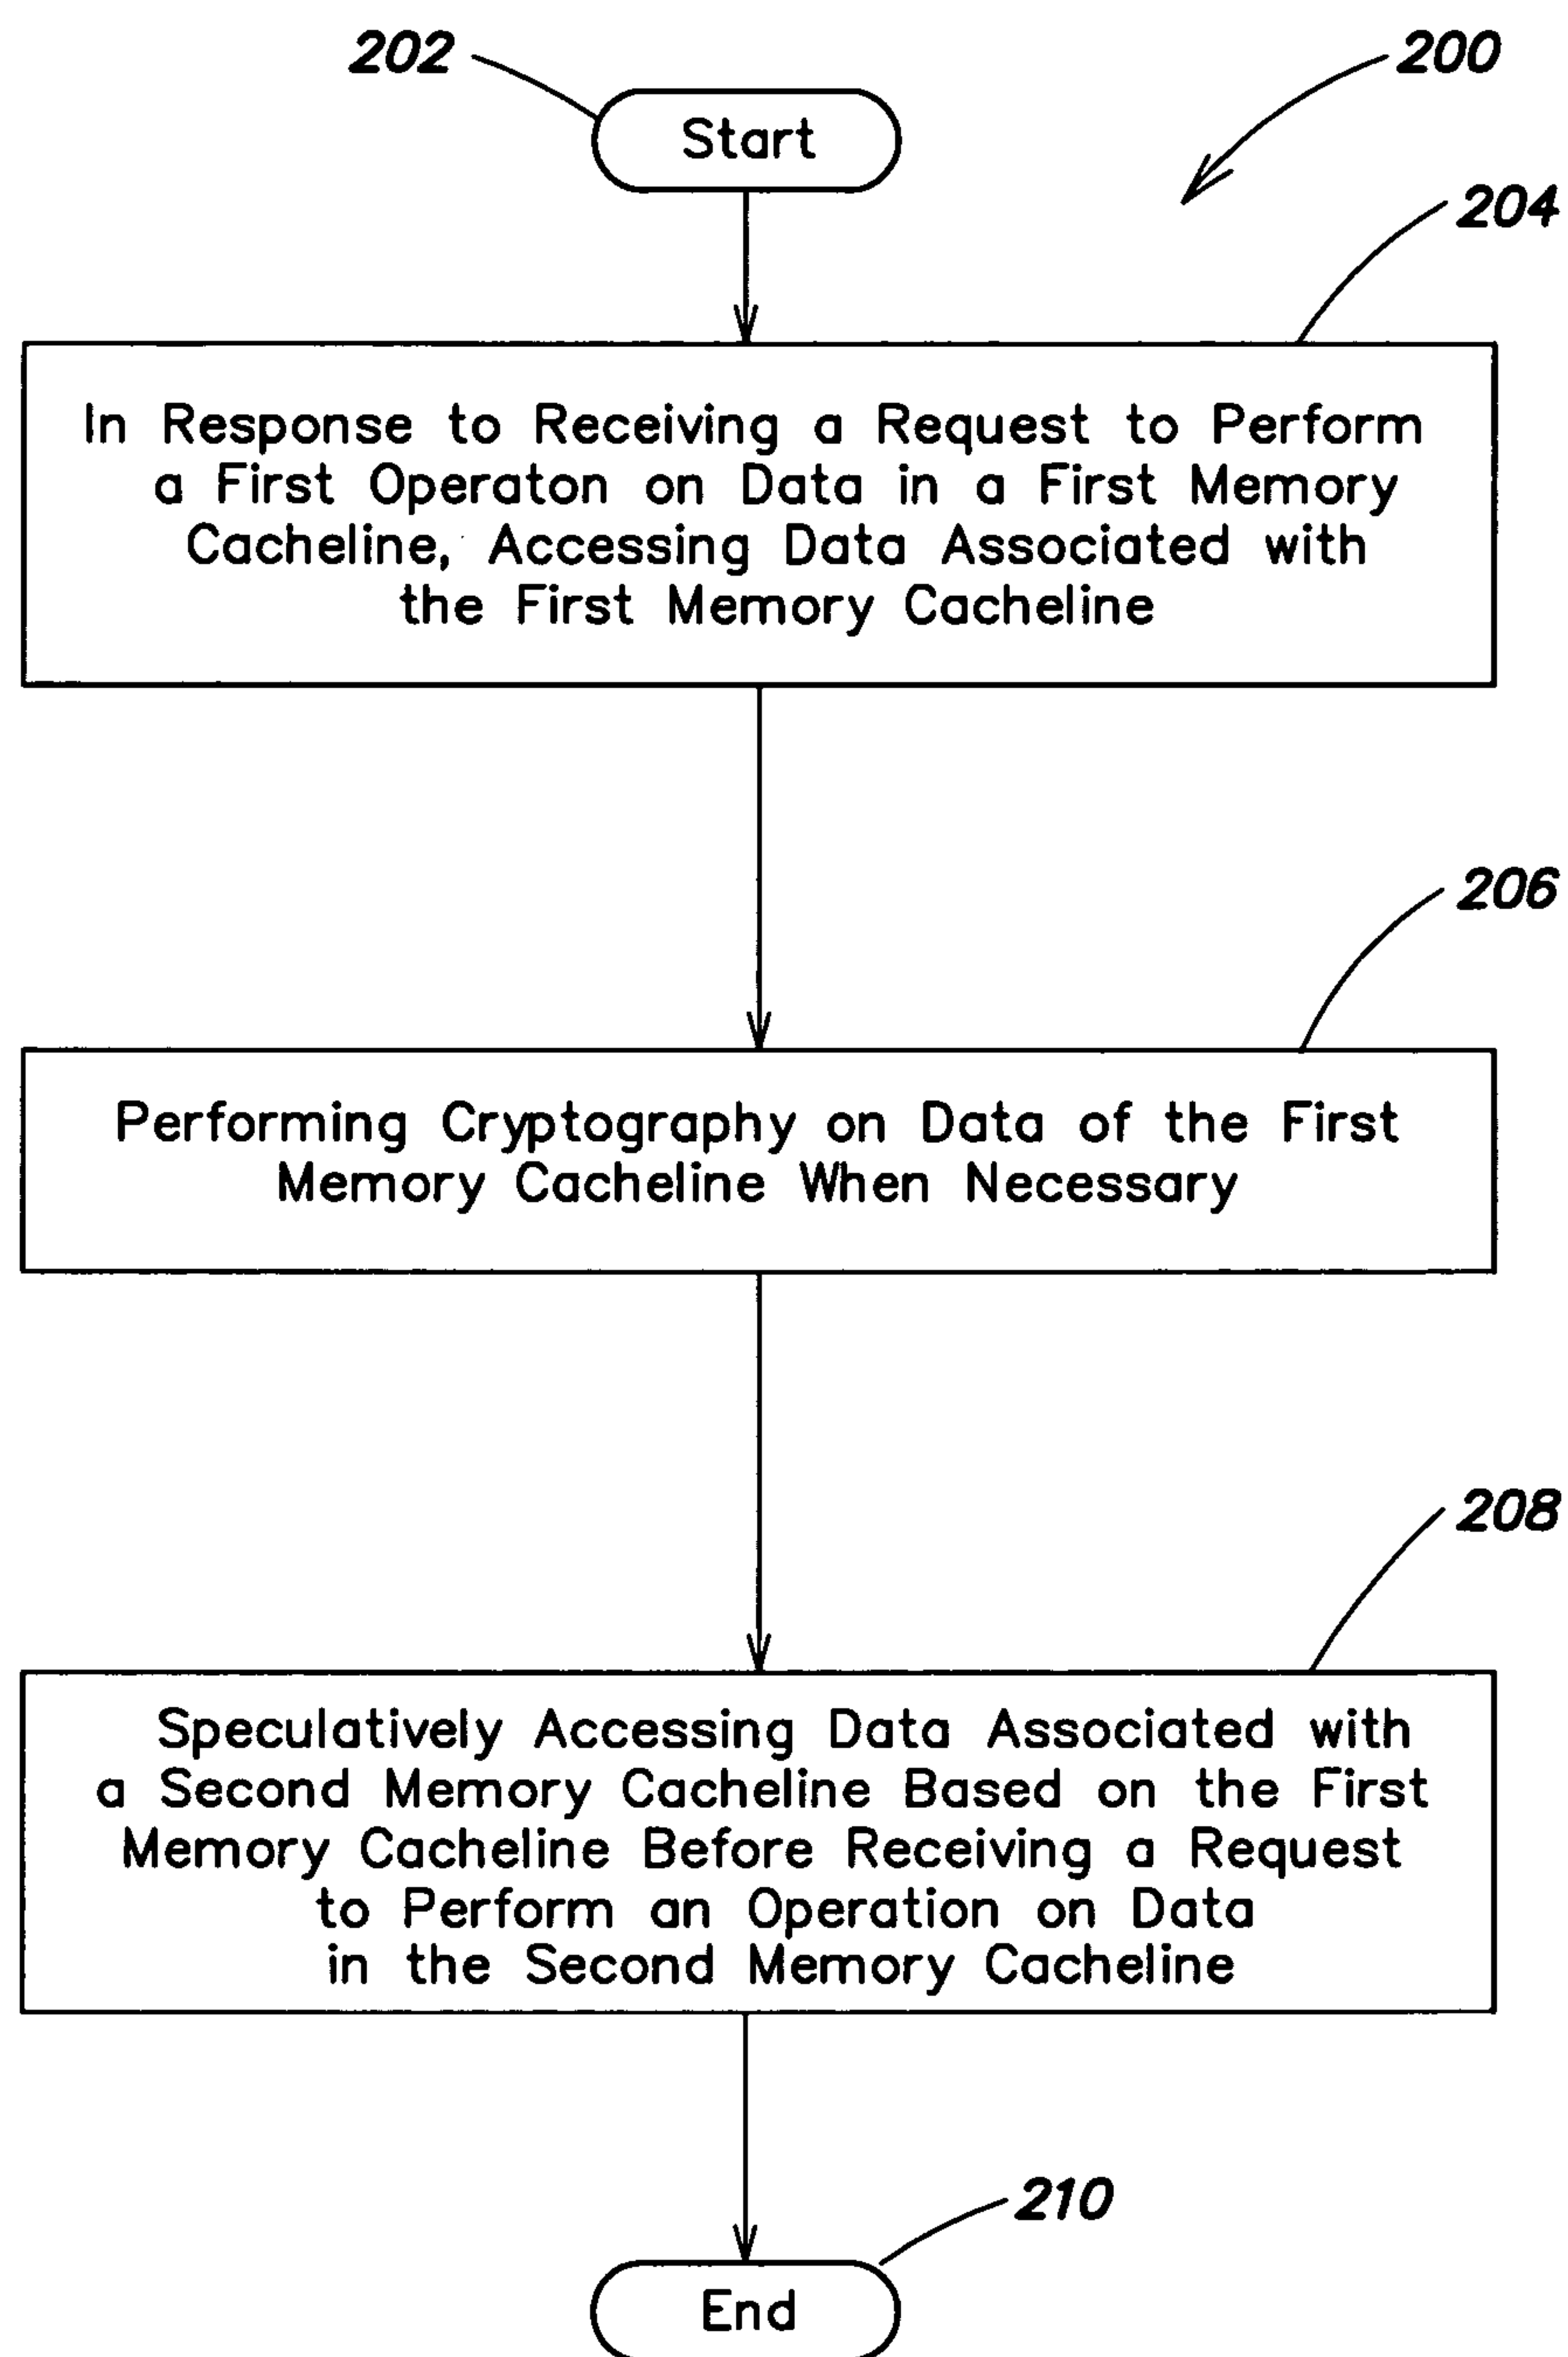 202
200
Start
204
In Response to Receiving a Request to Perform
a First Operaton on Data in a First Memory
Cacheline, Accessing Data Associated with
the First Memory Cacheline
206
Performing Cryptography on Data of the First
Memory Cacheline When Necessary
208
Speculatively Accessing Data Associated with
a Second Memory Cacheline Based on the First
Memory Cacheline Before Receiving a Request
to Perform an Operation on Data
in the Second Memory Cacheline
210
End